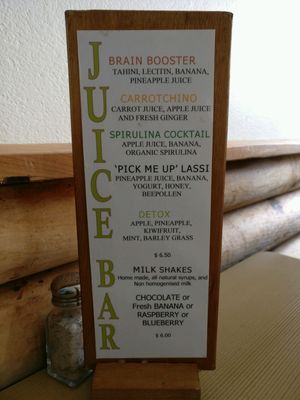 JUICE BAR
BRAIN BOOSTER
TAHINI, LECITIN, BANANA,
PINEAPPLE JUICE
CARROTCHINO
CARROT JUICE, APPLE JUICE
AND FRESH GINGER
SPIRULINA COCKTAIL
APPLE JUICE, BANANA,
ORGANIC SPIRULINA
'PICK ME UP' LASSI
PINEAPPLE JUICE, BANANA,
YOGURT, HONEY,
BEEPOLLEN
DETOX
APPLE, PINEAPPLE,
KIWIFRUIT,
MINT, BARLEY GRASS
$ 6.50
MILK SHAKES
Home made, all natural syrups, and
Non homogenised milk
CHOCOLATE or
Fresh BANANA or
RASPBERRY or
BLUEBERRY
$ 6.00